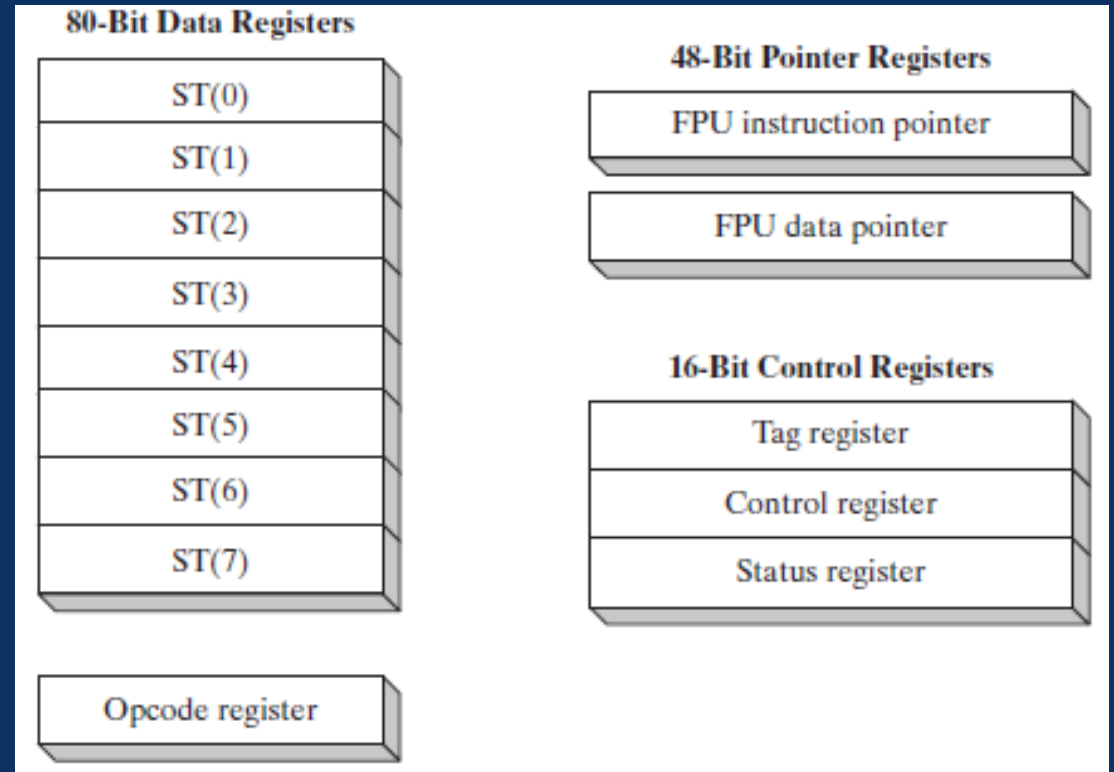 80-Bit Data Registers
ST(0)
ST(1)
ST(2)
ST(3)
ST(4)
ST(5)
ST(6)
ST(7)
Opcode register
48-Bit Pointer Registers
FPU instruction pointer
FPU data pointer
16-Bit Control Registers
Tag register
Control register
Status register